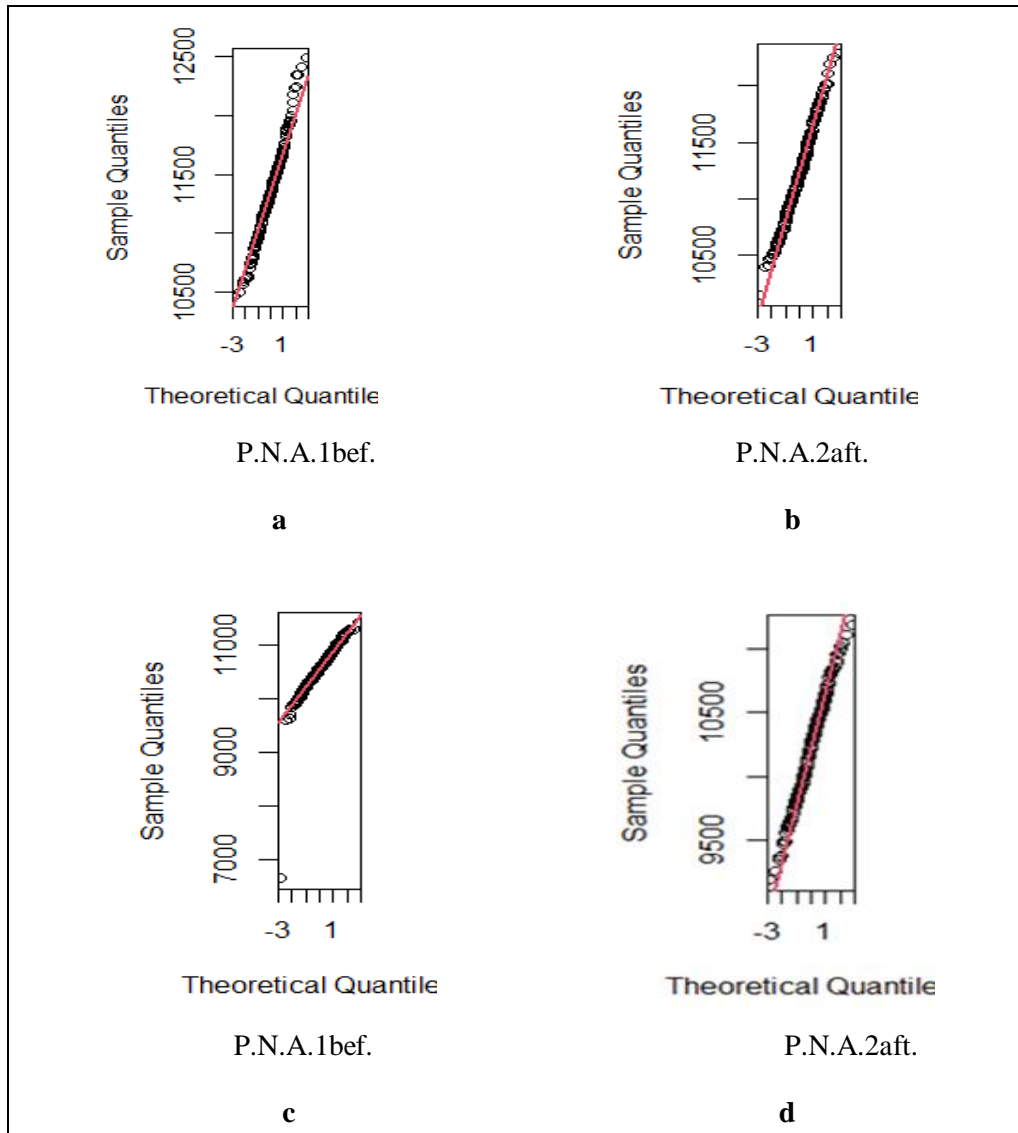 Sample Quantiles
12500
11500
10500
-3 1
Theoretical Quantile
P.N.A.1bef.
a
Sample Quantiles
11500
10500
-3 1
Theoretical Quantile
P.N.A.2aft.
b
Sample Quantiles
11000
9000
7000
-3 1
Theoretical Quantile
P.N.A.1bef.
c
Sample Quantiles
10500
9500
-3 1
Theoretical Quantile
P.N.A.2aft.
d